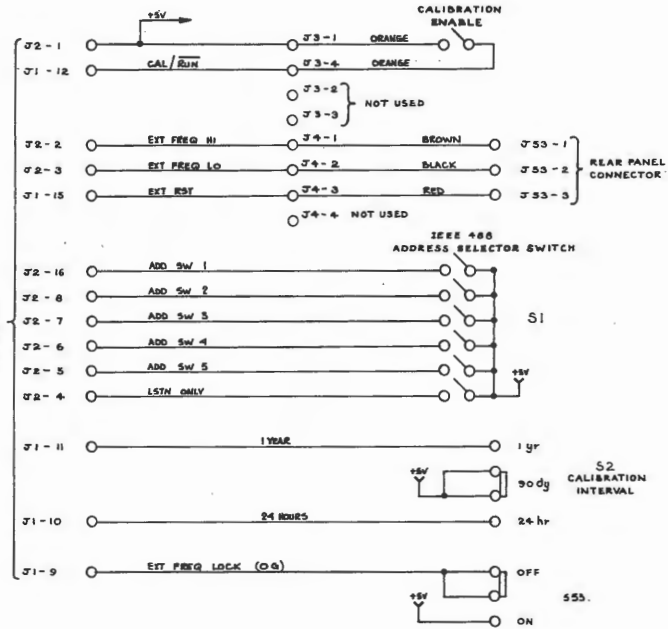 CALIBRATION
ENABLE
+5V
J2-1 J3-1 ORANGE
J1-12 CAL/RUN J3-4 ORANGE
J3-2
J3-3
NOT USED
J2-2 EXT FREQ HI J4-1 BROWN J53-1
J2-3 EXT FREQ LO J4-2 BLACK J53-2
REAR PANEL
CONNECTOR
J1-15 EXT RST J4-3 RED J53-3
J4-4 NOT USED
IEEE 488
ADDRESS SELECTOR SWITCH
J2-16 ADD SW 1
J2-8 ADD SW 2
J2-7 ADD SW 3
S1
J2-6 ADD SW 4
J2-5 ADD SW 5
J2-4 LSTN ONLY
+5V
J1-11 1 YEAR 1 yr
+5V
90 dy
S2
CALIBRATION
INTERVAL
J1-10 24 HOURS 24 hr
J1-9 EXT FREQ LOCK (OG) OFF
S53.
+5V
ON